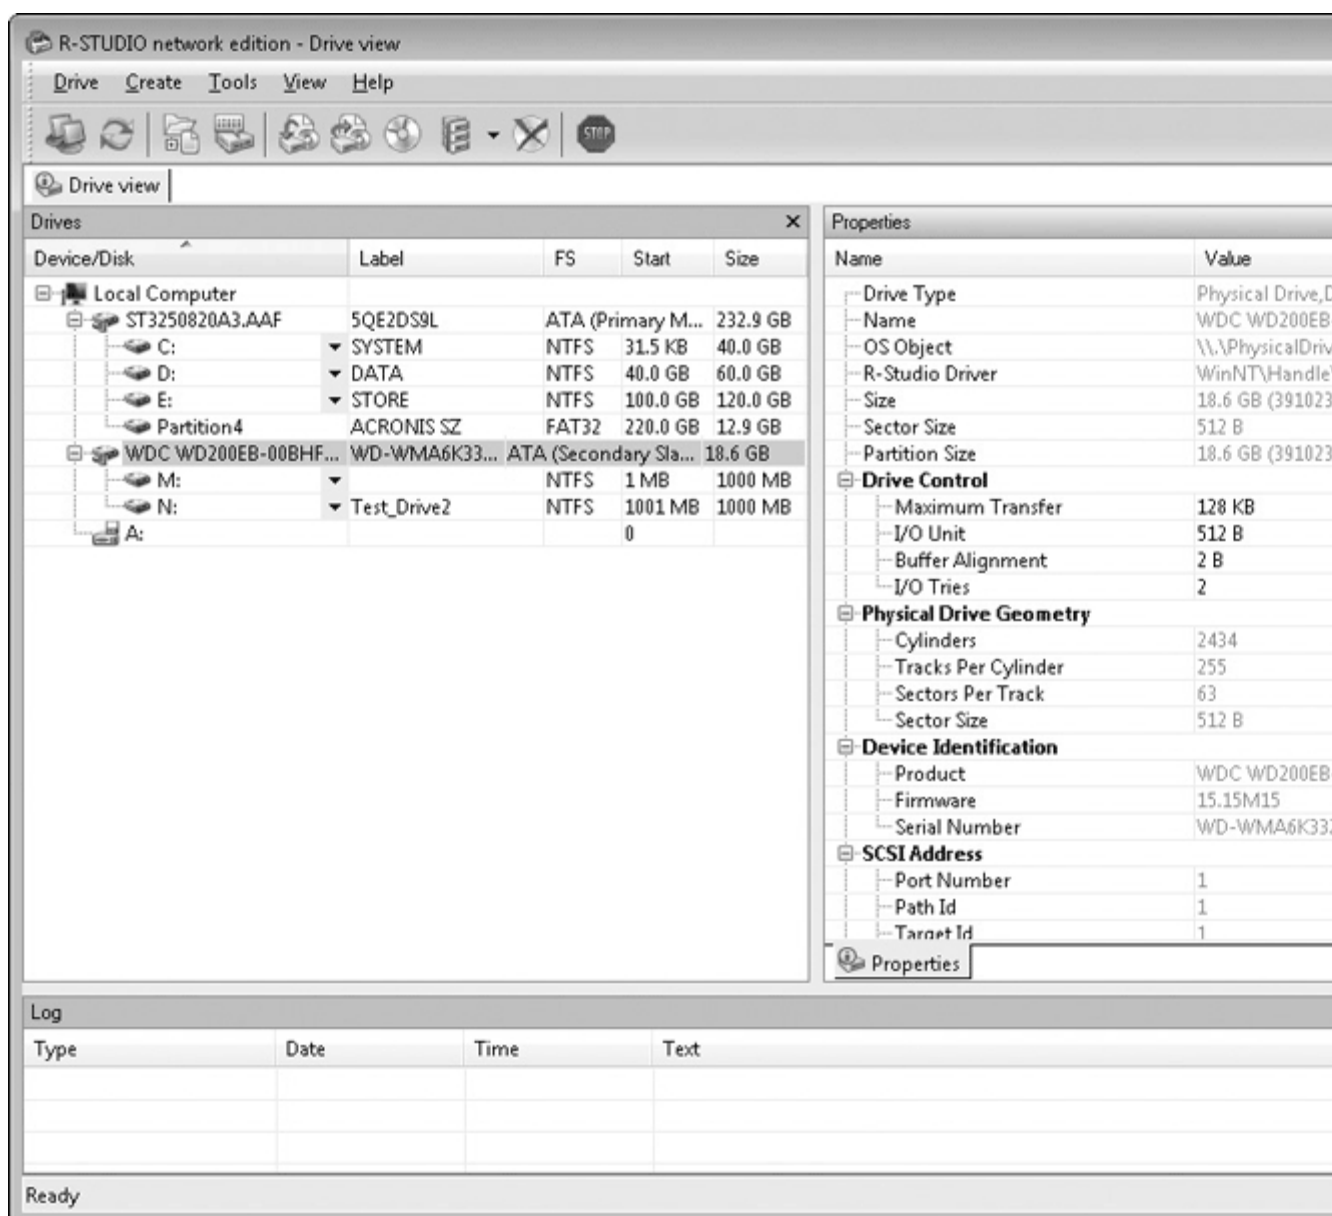 R-STUDIO network edition - Drive view
Drive Create Tools View Help
STOP
Drive view
Drives
Device/Disk Label FS Start Size
Local Computer
ST3250820A3.AAF 5QE2DS9L ATA (Primary M... 232.9 GB
C: SYSTEM NTFS 31.5 KB 40.0 GB
D: DATA NTFS 40.0 GB 60.0 GB
E: STORE NTFS 100.0 GB 120.0 GB
Partition4 ACRONIS SZ FAT32 220.0 GB 12.9 GB
WDC WD200EB-00BHF... WD-WMA6K33... ATA (Secondary Sla... 18.6 GB
M: NTFS 1 MB 1000 MB
N: Test_Drive2 NTFS 1001 MB 1000 MB
A: 0
Properties
Name Value
Drive Type Physical Drive,D
Name WDC WD200EB
OS Object \\.\PhysicalDriv
R-Studio Driver WinNT\Handle\
Size 18.6 GB (391023
Sector Size 512 B
Partition Size 18.6 GB (391023
Drive Control
Maximum Transfer 128 KB
I/O Unit 512 B
Buffer Alignment 2 B
I/O Tries 2
Physical Drive Geometry
Cylinders 2434
Tracks Per Cylinder 255
Sectors Per Track 63
Sector Size 512 B
Device Identification
Product WDC WD200EB
Firmware 15.15M15
Serial Number WD-WMA6K332
SCSI Address
Port Number 1
Path Id 1
Target Id 1
Properties
Log
Type Date Time Text
Ready